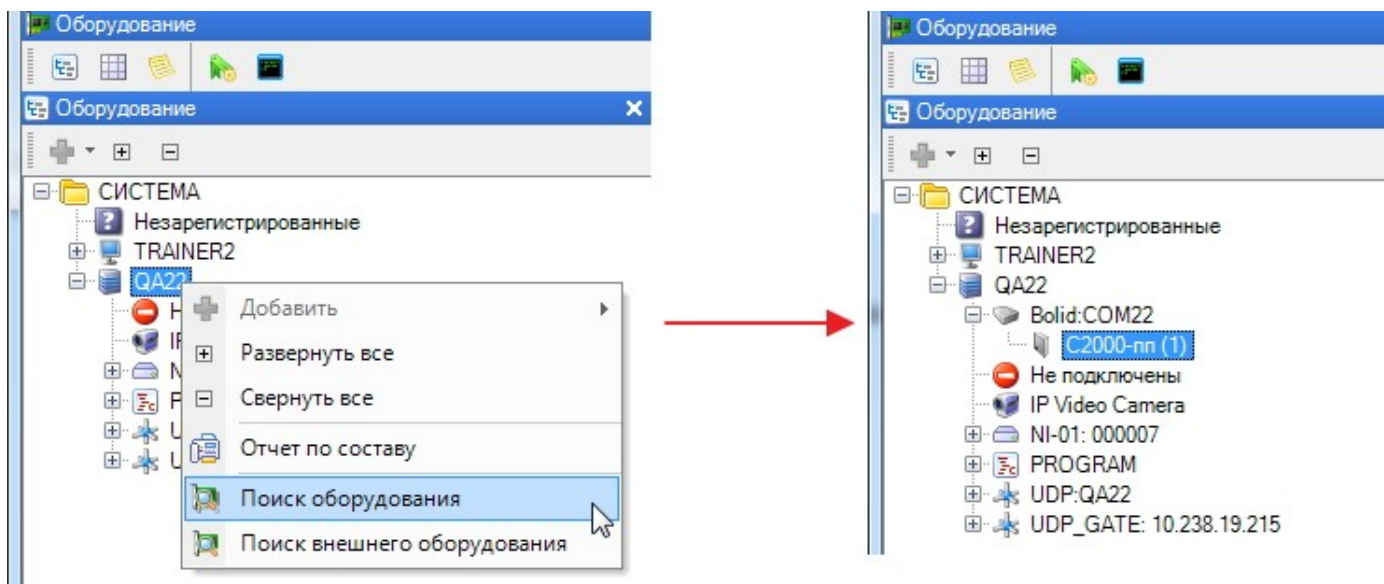 Оборудование
Оборудование
СИСТЕМА
Незарегистрированные
TRAINER2
QA22
Н
IF
N
P
U
U
Добавить
Развернуть все
Свернуть все
Отчет по составу
Поиск оборудования
Поиск внешнего оборудования
Оборудование
Оборудование
СИСТЕМА
Незарегистрированные
TRAINER2
QA22
Bolid:COM22
С2000-пп (1)
Не подключены
IP Video Camera
NI-01: 000007
PROGRAM
UDP:QA22
UDP_GATE: 10.238.19.215